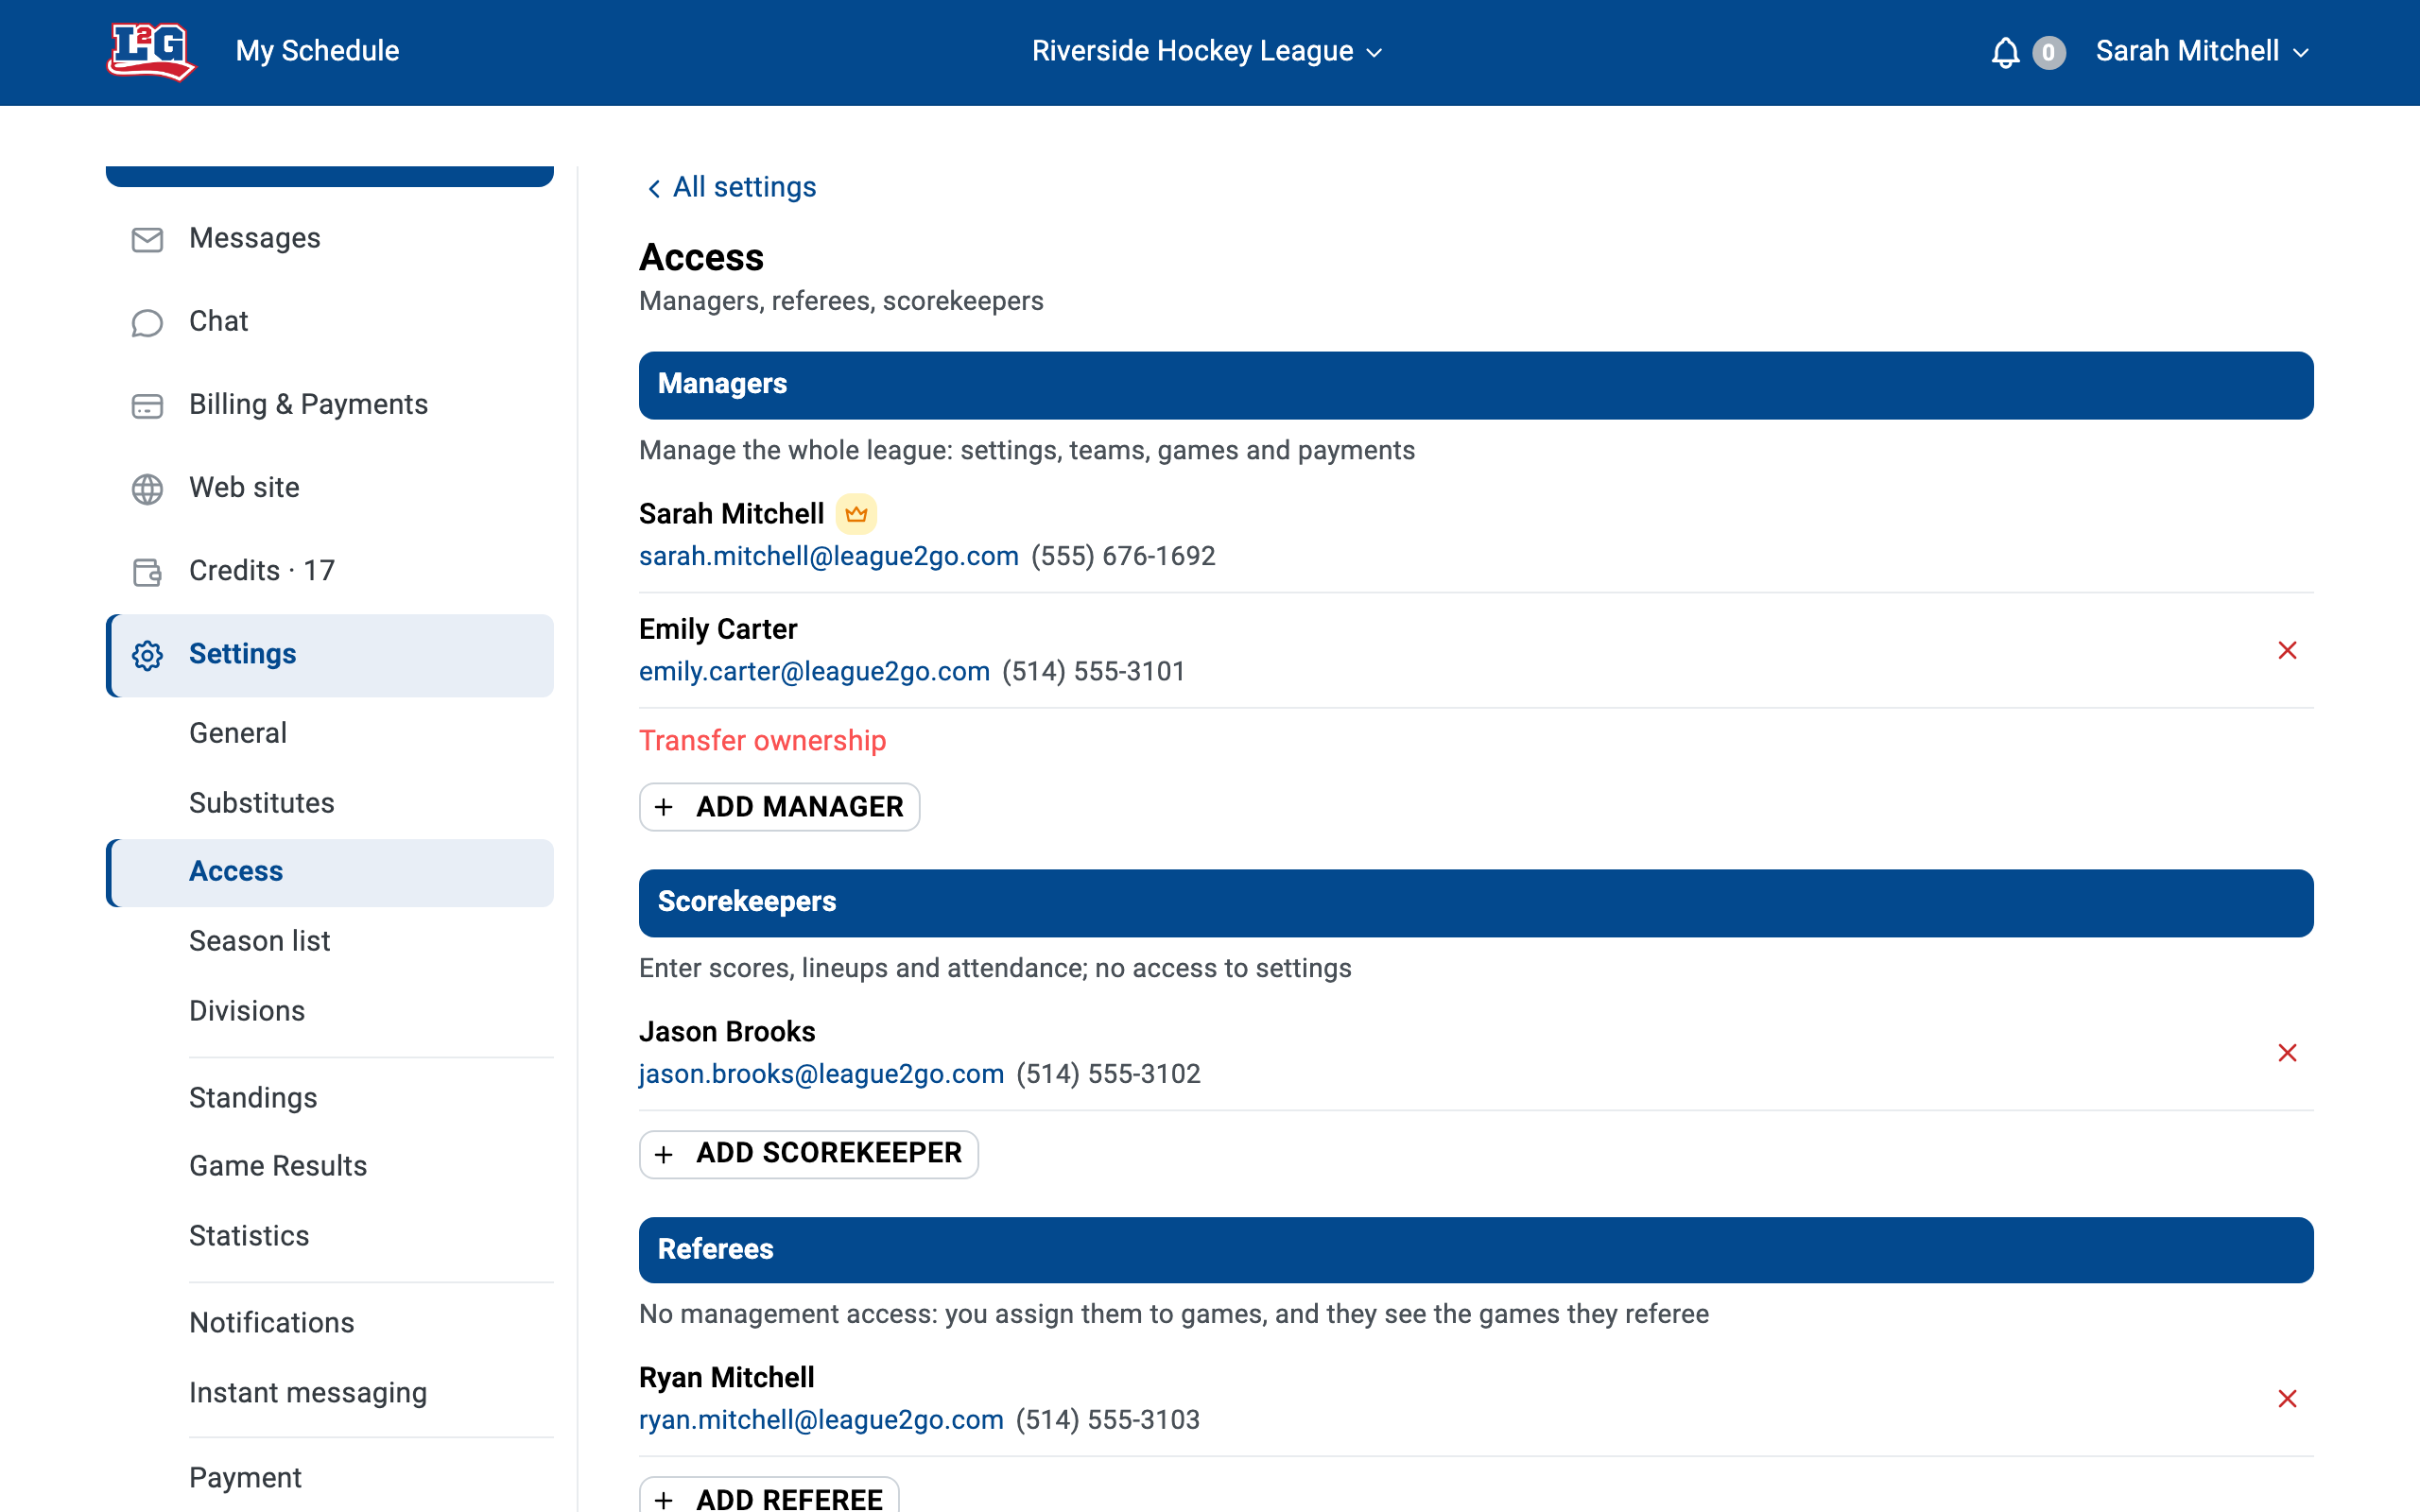 L2G
My Schedule
Riverside Hockey League
0
Sarah Mitchell
Messages
Chat
Billing & Payments
Web site
Credits · 17
Settings
General
Substitutes
Access
Season list
Divisions
Standings
Game Results
Statistics
Notifications
Instant messaging
Payment
All settings
Access
Managers, referees, scorekeepers
Managers
Manage the whole league: settings, teams, games and payments
Sarah Mitchell
sarah.mitchell@league2go.com (555) 676-1692
Emily Carter
emily.carter@league2go.com (514) 555-3101
Transfer ownership
+ ADD MANAGER
Scorekeepers
Enter scores, lineups and attendance; no access to settings
Jason Brooks
jason.brooks@league2go.com (514) 555-3102
+ ADD SCOREKEEPER
Referees
No management access: you assign them to games, and they see the games they referee
Ryan Mitchell
ryan.mitchell@league2go.com (514) 555-3103
+ ADD REFEREE